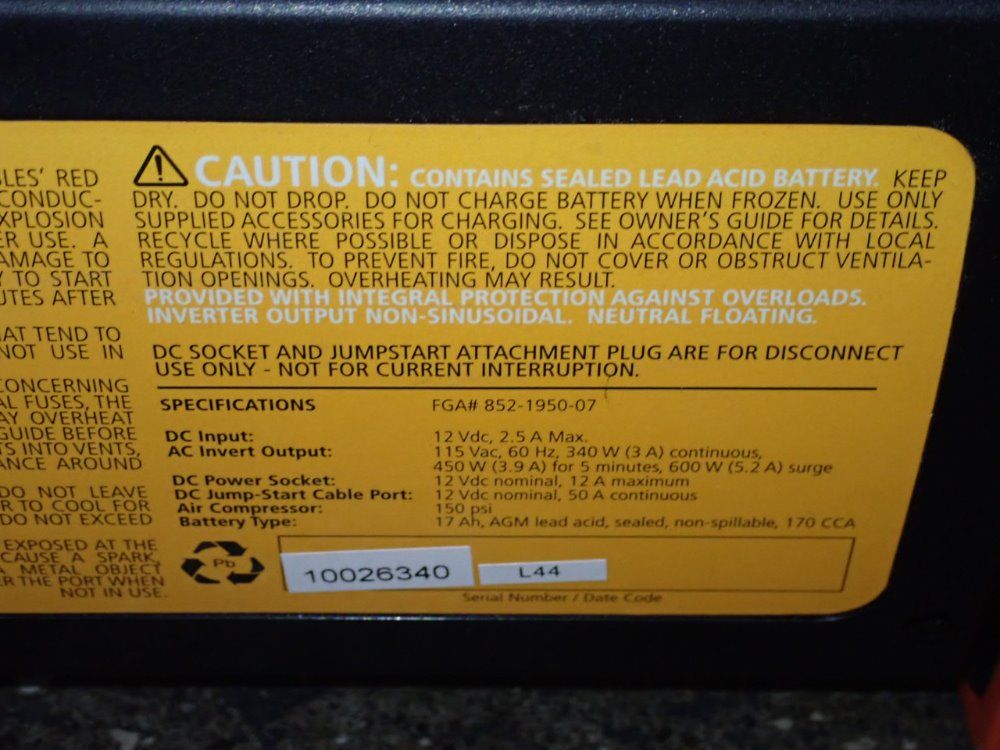 LES' RED
CONDUC-
XPLOSION
ER USE. A
AMAGE TO
Y TO START
UTES AFTER
HAT TEND TO
NOT USE IN
CONCERNING
AL FUSES, THE
AY OVERHEAT
GUIDE BEFORE
TS INTO VENTS,
ANCE AROUND
DO NOT LEAVE
R TO COOL FOR
DO NOT EXCEED
EXPOSED AT THE
CAUSE A SPARK,
A METAL OBJECT
ER THE PORT WHEN
NOT IN USE.
CAUTION: CONTAINS SEALED LEAD ACID BATTERY. KEEP
DRY. DO NOT DROP. DO NOT CHARGE BATTERY WHEN FROZEN. USE ONLY
SUPPLIED ACCESSORIES FOR CHARGING. SEE OWNER'S GUIDE FOR DETAILS.
RECYCLE WHERE POSSIBLE OR DISPOSE IN ACCORDANCE WITH LOCAL
REGULATIONS. TO PREVENT FIRE, DO NOT COVER OR OBSTRUCT VENTILA-
TION OPENINGS. OVERHEATING MAY RESULT.
PROVIDED WITH INTEGRAL PROTECTION AGAINST OVERLOADS.
INVERTER OUTPUT NON-SINUSOIDAL. NEUTRAL FLOATING.
DC SOCKET AND JUMPSTART ATTACHMENT PLUG ARE FOR DISCONNECT
USE ONLY - NOT FOR CURRENT INTERRUPTION.
SPECIFICATIONS FGA# 852-1950-07
DC Input: 12 Vdc, 2.5 A Max.
AC Invert Output: 115 Vac, 60 Hz, 340 W (3 A) continuous,
450 W (3.9 A) for 5 minutes, 600 W (5.2 A) surge
DC Power Socket: 12 Vdc nominal, 12 A maximum
DC Jump-Start Cable Port: 12 Vdc nominal, 50 A continuous
Air Compressor: 150 psi
Battery Type: 17 Ah, AGM lead acid, sealed, non-spillable, 170 CCA
Pb
10026340 L44
Serial Number / Date Code